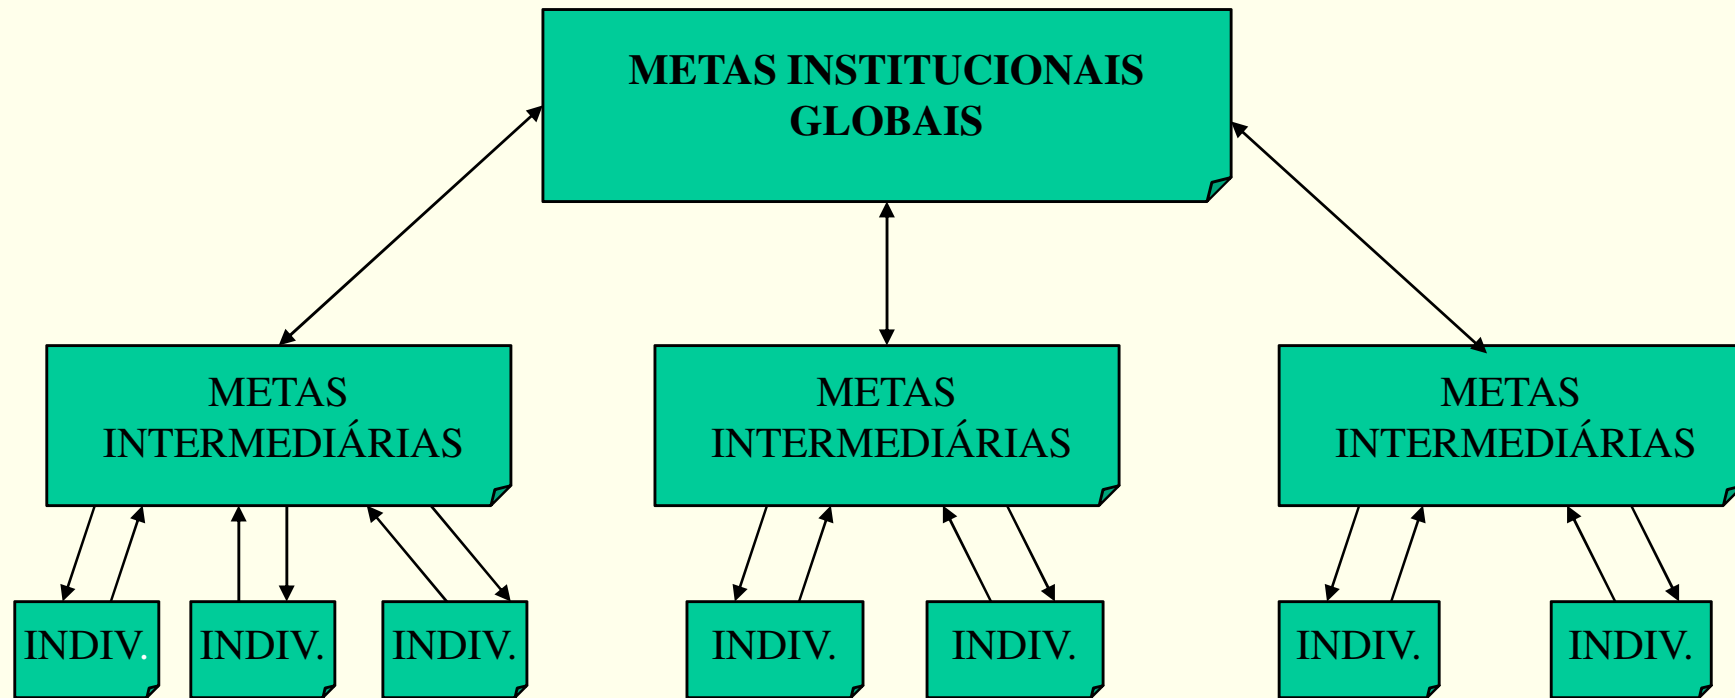 METAS INSTITUCIONAIS
GLOBAIS
METAS
INTERMEDIÁRIAS
METAS
INTERMEDIÁRIAS
METAS
INTERMEDIÁRIAS
INDIV.
INDIV.
INDIV.
INDIV.
INDIV.
INDIV.
INDIV.